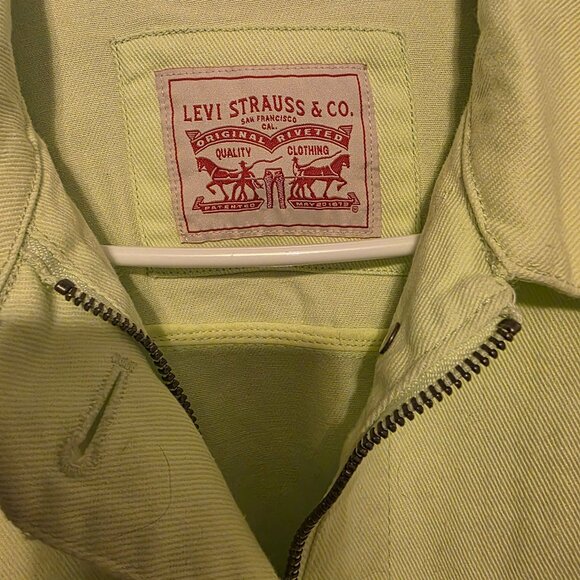 LEVI STRAUSS & CO.
SAN FRANCISCO
CAL.
ORIGINAL RIVETED
QUALITY CLOTHING
PATENTED MAY 20 1873